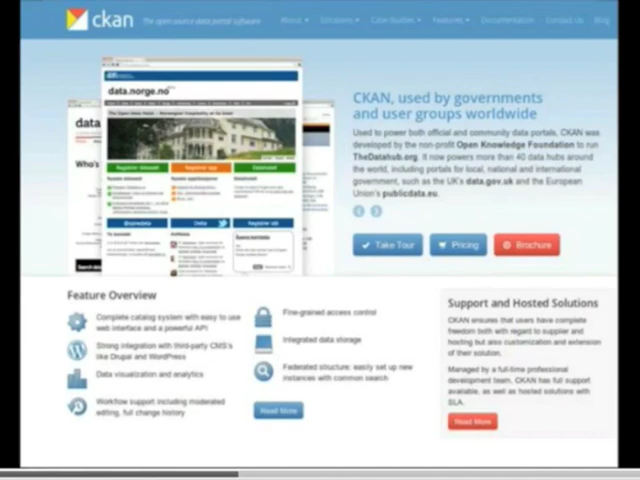 ckan The open source data portal software
About Solutions Case Studies Features Documentation Contact Us Blog
data.norge.no
data
Who's
CKAN, used by governments
and user groups worldwide
Used to power both official and community data portals, CKAN was
developed by the non-profit Open Knowledge Foundation to run
TheDatahub.org. It now powers more than 40 data hubs around
the world, including portals for local, national and international
government, such as the UK's data.gov.uk and the European
Union's publicdata.eu.
Take Tour
Pricing
Brochure
Feature Overview
Complete catalog system with easy to use
web interface and a powerful API
Strong integration with third-party CMS's
like Drupal and WordPress
Data visualization and analytics
Workflow support including moderated
editing, full change history
Fine-grained access control
Integrated data storage
Federated structure: easily set up new
instances with common search
Read More
Support and Hosted Solutions
CKAN ensures that users have complete
freedom both with regard to supplier and
hosting but also customization and extension
of their solution.
Managed by a full-time professional
development team, CKAN has full support
available, as well as hosted solutions with
SLA.
Read More